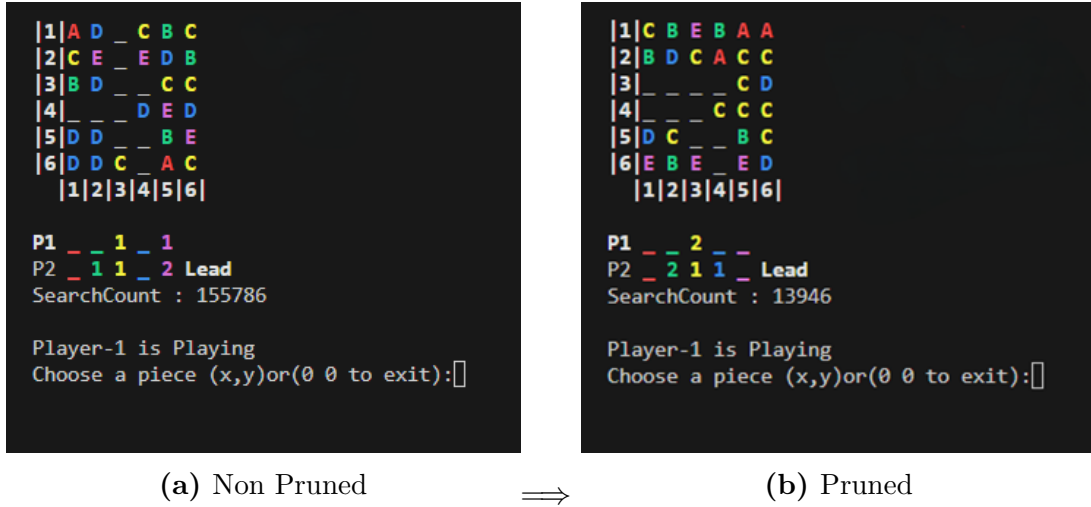 |1|A D _ C B C
|2|C E _ E D B
|3|B D _ _ C C
|4|_ _ _ D E D
|5|D D _ _ B E
|6|D D C _ A C
|1|2|3|4|5|6|
P1 _ _ 1 _ 1
P2 _ 1 1 _ 2 Lead
SearchCount : 155786
Player-1 is Playing
Choose a piece (x,y)or(0 0 to exit):
(a) Non Pruned
⟹
|1|C B E B A A
|2|B D C A C C
|3|_ _ _ _ C D
|4|_ _ _ C C C
|5|D C _ _ B C
|6|E B E _ E D
|1|2|3|4|5|6|
P1 _ _ 2 _ _
P2 _ 2 1 1 _ Lead
SearchCount : 13946
Player-1 is Playing
Choose a piece (x,y)or(0 0 to exit):
(b) Pruned